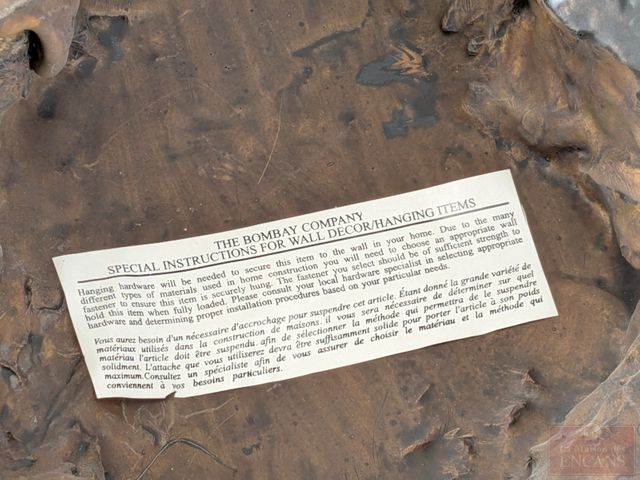 THE BOMBAY COMPANY
SPECIAL INSTRUCTIONS FOR WALL DECOR/HANGING ITEMS
Hanging hardware will be needed to secure this item to the wall in your home. Due to the many
different types of materials used in home construction you will need to choose an appropriate wall
fastener to ensure this item is securely hung. The fastener you select should be of sufficient strength to
hold this item when fully loaded. Please consult your local hardware specialist in selecting appropriate
hardware and determining proper installation procedures based on your particular needs.
Vous aurez besoin d'un nécessaire d'accrochage pour suspendre cet article. Étant donné la grande variété de
matériaux utilisés dans la construction de maisons, il vous sera nécessaire de déterminer sur quel
matériau l'article doit être suspendu, afin de sélectionner la méthode qui permettra de le suspendre
solidment. L'attache que vous utiliserez devra être suffisamment solide pour porter l'article à son poids
maximum.Consultez un spécialiste afin de vous assurer de choisir le matériau et la méthode qui
conviennent à vos besoins particuliers.
La Maison des
ENCANS